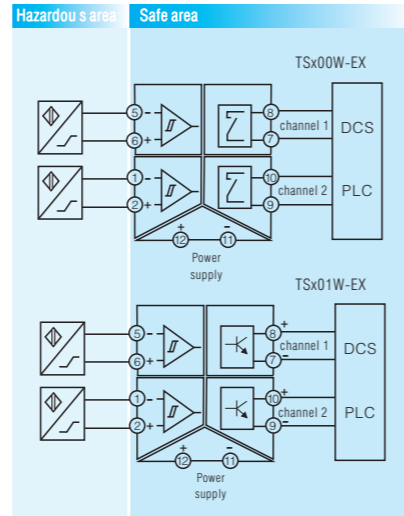 Hazardou s area Safe area
TSx00W-EX
5 - 8
channel 1 DCS
6 + 7
1 - 10
channel 2 PLC
2 + 9
+ -
12 11
Power
supply
TSx01W-EX
5 - 8 +
channel 1 DCS
6 + 7 -
1 - 10 +
channel 2 PLC
2 + 9 -
+ -
12 11
Power
supply